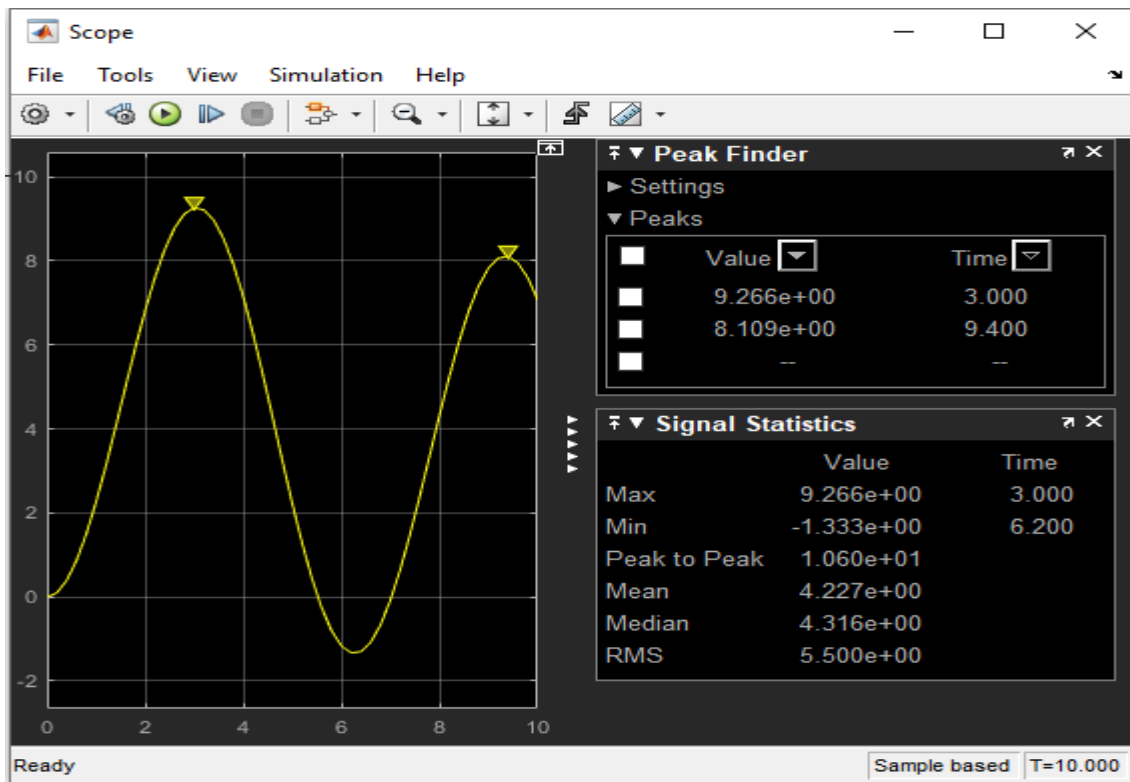 Scope
File Tools View Simulation Help
10
8
6
4
2
0
-2
0 2 4 6 8 10
Peak Finder
Settings
Peaks
Value Time
9.266e+00 3.000
8.109e+00 9.400
-- --
Signal Statistics
Value Time
Max 9.266e+00 3.000
Min -1.333e+00 6.200
Peak to Peak 1.060e+01
Mean 4.227e+00
Median 4.316e+00
RMS 5.500e+00
Ready Sample based T=10.000